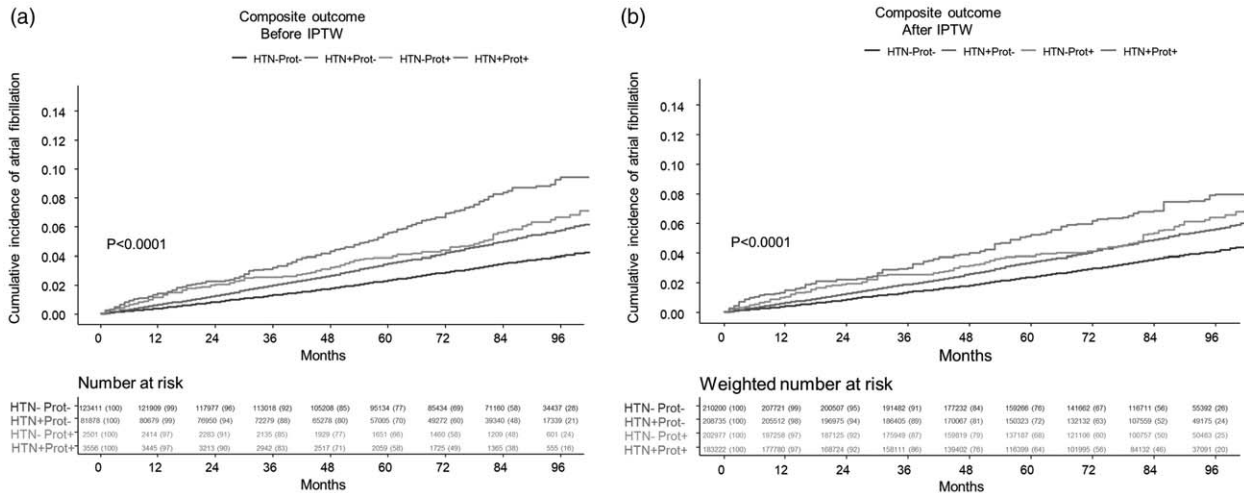 (a)
Composite outcome
Before IPTW
HTN-Prot- HTN+Prot- HTN-Prot+ HTN+Prot+
Cumulative incidence of atrial fibrillation
0.14
0.12
0.10
0.08
0.06
0.04
0.02
0.00
P<0.0001
0 12 24 36 48 60 72 84 96
Months
Number at risk
HTN- Prot- 123411 (100) 121909 (99) 117977 (96) 113018 (92) 105208 (85) 95134 (77) 85434 (69) 71160 (58) 34437 (28)
HTN+Prot- 81878 (100) 80679 (99) 76950 (94) 72279 (88) 65278 (80) 57005 (70) 49272 (60) 39340 (48) 17339 (21)
HTN- Prot+ 3501 (100) 2414 (97) 2283 (91) 2135 (85) 1929 (77) 1651 (66) 1460 (58) 1209 (48) 601 (24)
HTN+Prot+ 3556 (100) 3445 (97) 3213 (90) 2942 (83) 2517 (71) 2059 (58) 1725 (49) 1365 (38) 555 (16)
0 12 24 36 48 60 72 84 96
Months
(b)
Composite outcome
After IPTW
HTN-Prot- HTN+Prot- HTN-Prot+ HTN+Prot+
Cumulative incidence of atrial fibrillation
0.14
0.12
0.10
0.08
0.06
0.04
0.02
0.00
P<0.0001
0 12 24 36 48 60 72 84 96
Months
Weighted number at risk
HTN- Prot- 210200 (100) 207721 (99) 200507 (95) 191482 (91) 177232 (84) 159266 (76) 141662 (67) 116711 (56) 55392 (26)
HTN+Prot- 208735 (100) 205512 (98) 196975 (94) 186405 (89) 170067 (81) 150323 (72) 132132 (63) 107559 (52) 49175 (24)
HTN- Prot+ 202977 (100) 197258 (97) 187125 (92) 175949 (87) 159819 (79) 137187 (68) 121106 (60) 100757 (50) 50483 (25)
HTN+Prot+ 183222 (100) 177780 (97) 168724 (92) 158111 (86) 139402 (76) 116399 (64) 101995 (56) 84132 (46) 37091 (20)
0 12 24 36 48 60 72 84 96
Months